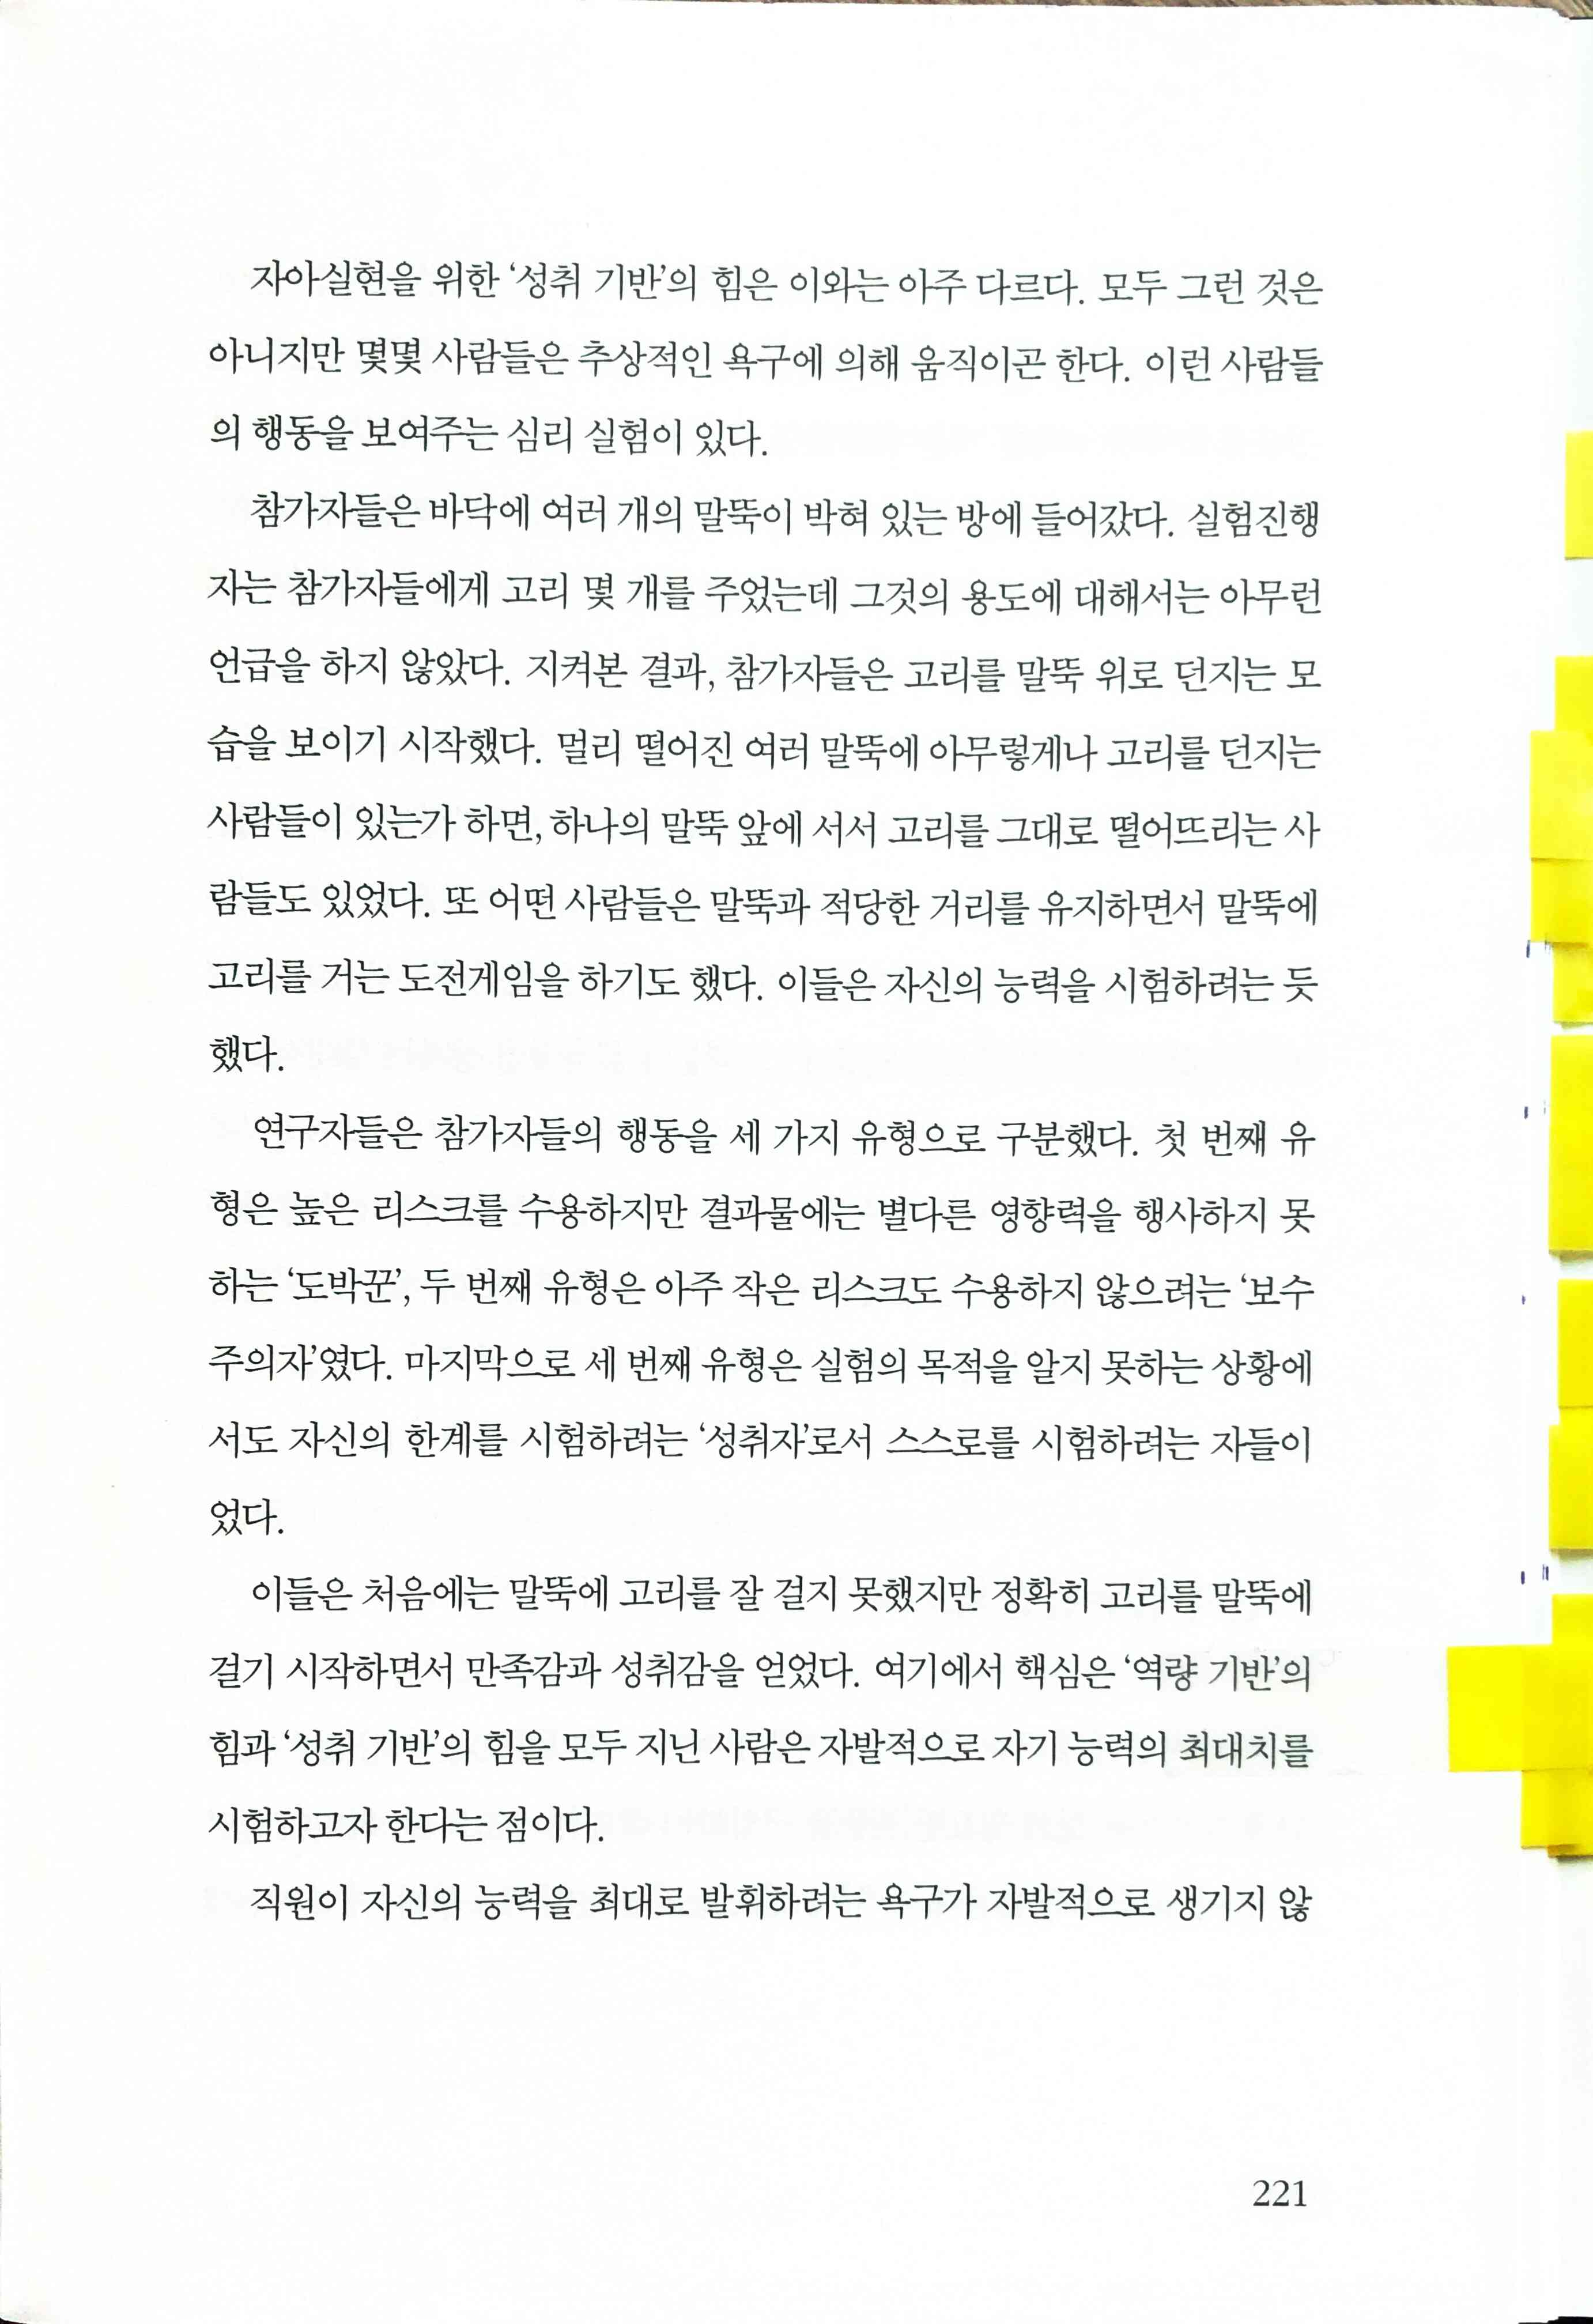 자아실현을 위한 ‘성취 기반’의 힘은 이와는 아주 다르다. 모두 그런 것은
아니지만 몇몇 사람들은 추상적인 욕구에 의해 움직이곤 한다. 이런 사람들
의 행동을 보여주는 심리 실험이 있다.
참가자들은 바닥에 여러 개의 말뚝이 박혀 있는 방에 들어갔다. 실험진행
자는 참가자들에게 고리 몇 개를 주었는데 그것의 용도에 대해서는 아무런
언급을 하지 않았다. 지켜본 결과, 참가자들은 고리를 말뚝 위로 던지는 모
습을 보이기 시작했다. 멀리 떨어진 여러 말뚝에 아무렇게나 고리를 던지는
사람들이 있는가 하면, 하나의 말뚝 앞에 서서 고리를 그대로 떨어뜨리는 사
람들도 있었다. 또 어떤 사람들은 말뚝과 적당한 거리를 유지하면서 말뚝에
고리를 거는 도전게임을 하기도 했다. 이들은 자신의 능력을 시험하려는 듯
했다.
연구자들은 참가자들의 행동을 세 가지 유형으로 구분했다. 첫 번째 유
형은 높은 리스크를 수용하지만 결과물에는 별다른 영향력을 행사하지 못
하는 ‘도박꾼’, 두 번째 유형은 아주 작은 리스크도 수용하지 않으려는 ‘보수
주의자’였다. 마지막으로 세 번째 유형은 실험의 목적을 알지 못하는 상황에
서도 자신의 한계를 시험하려는 ‘성취자’로서 스스로를 시험하려는 자들이
었다.
이들은 처음에는 말뚝에 고리를 잘 걸지 못했지만 정확히 고리를 말뚝에
걸기 시작하면서 만족감과 성취감을 얻었다. 여기에서 핵심은 ‘역량 기반’의
힘과 ‘성취 기반’의 힘을 모두 지닌 사람은 자발적으로 자기 능력의 최대치를
시험하고자 한다는 점이다.
직원이 자신의 능력을 최대로 발휘하려는 욕구가 자발적으로 생기지 않
221